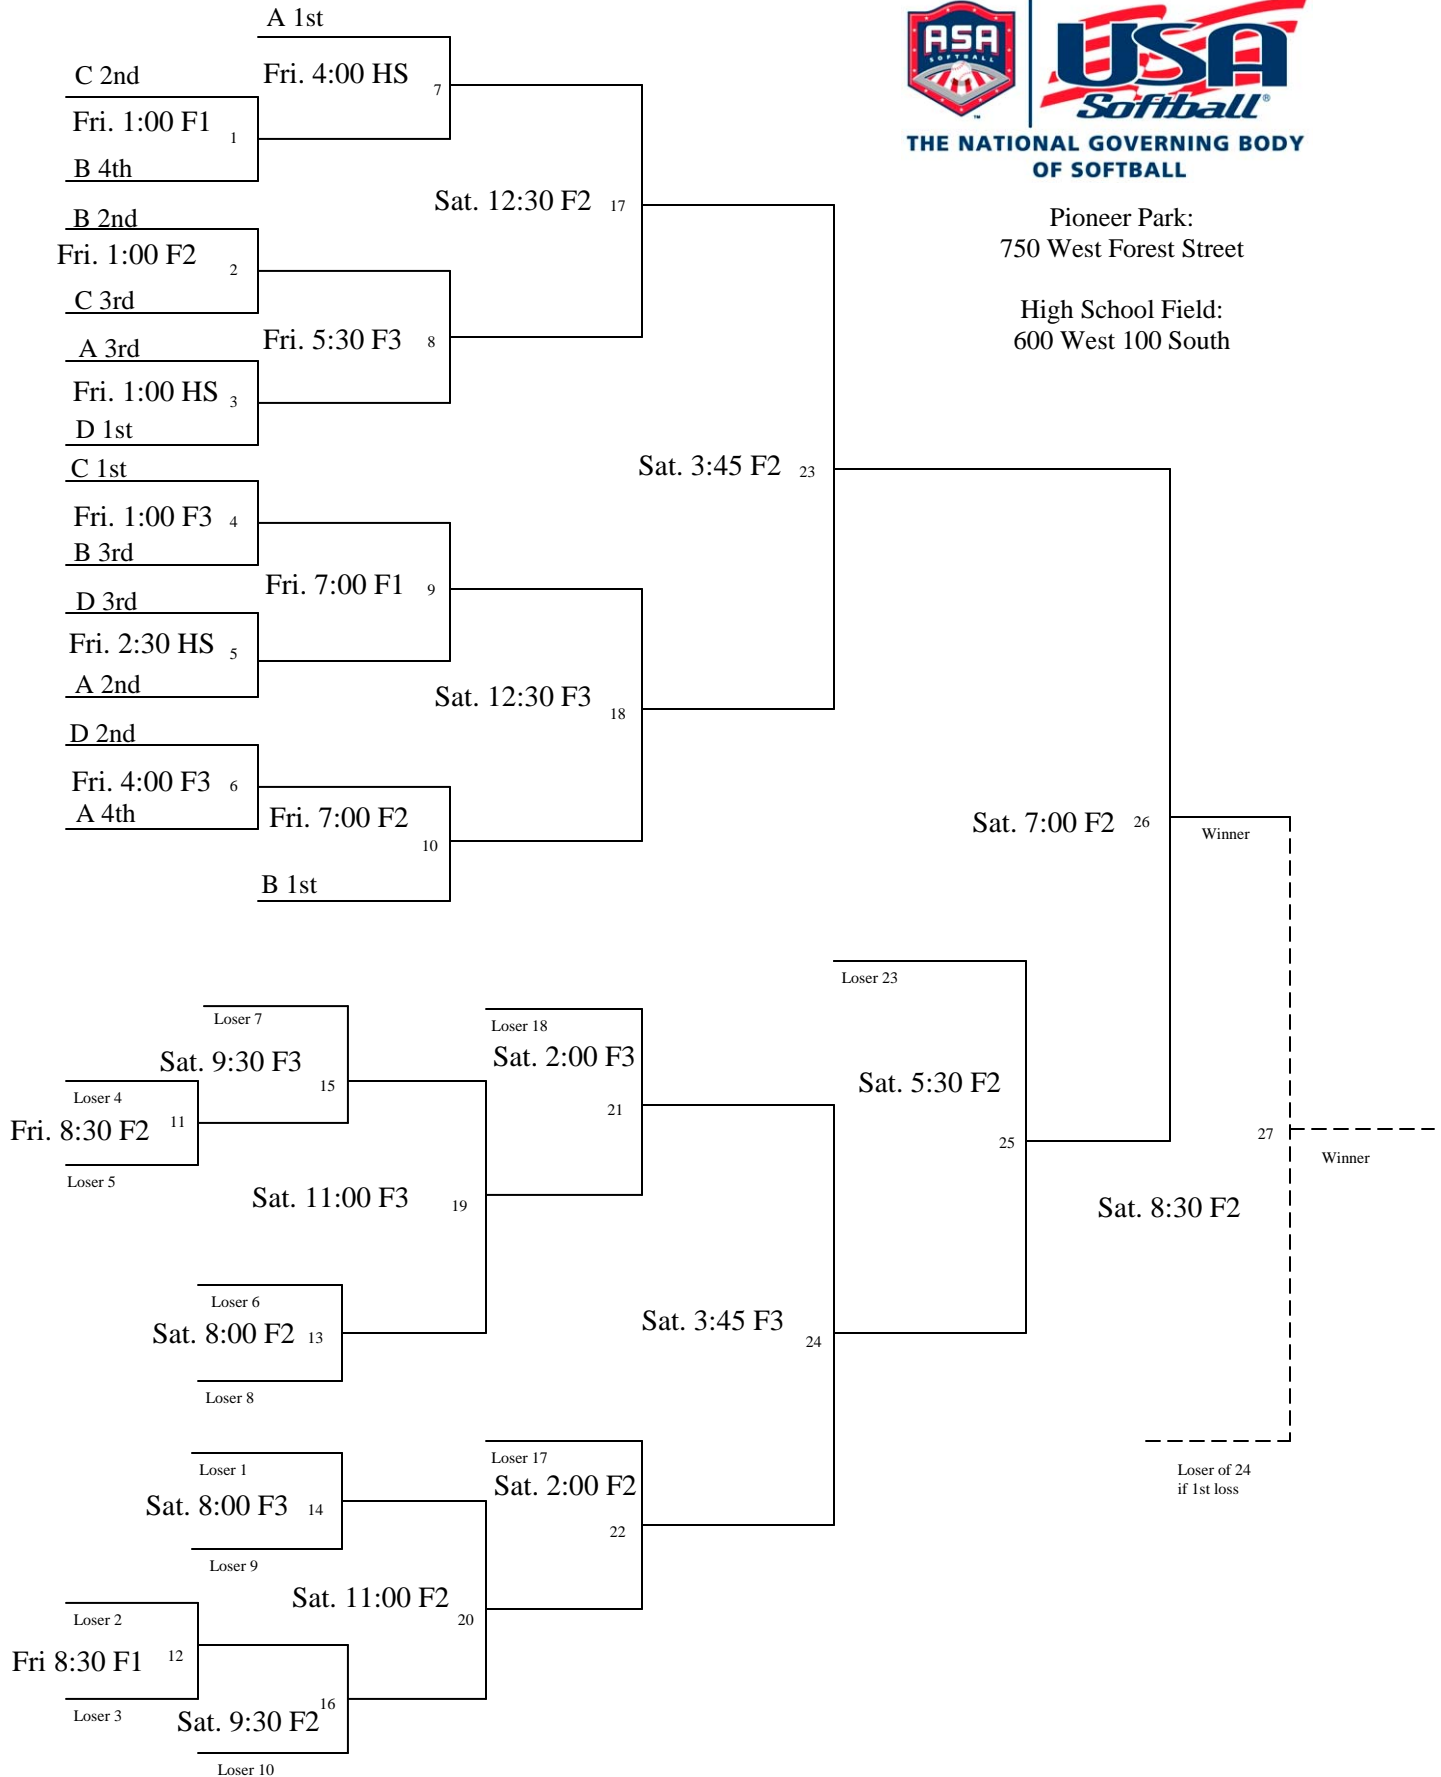 A 1st
C 2nd
Fri. 4:00 HS
7
Fri. 1:00 F1
1
B 4th
B 2nd
Fri. 1:00 F2
2
C 3rd
Sat. 12:30 F2
17
A 3rd
Fri. 5:30 F3
8
Fri. 1:00 HS
3
D 1st
C 1st
Sat. 3:45 F2
23
Fri. 1:00 F3
4
B 3rd
Fri. 7:00 F1
9
D 3rd
Fri. 2:30 HS
5
A 2nd
Sat. 12:30 F3
18
D 2nd
Fri. 4:00 F3
6
A 4th
Fri. 7:00 F2
10
B 1st
Sat. 7:00 F2
26
Winner
ASA
SOFTBALL
™
USA
Softball®
THE NATIONAL GOVERNING BODY
OF SOFTBALL
Pioneer Park:
750 West Forest Street
High School Field:
600 West 100 South
Loser 23
Loser 7
Loser 18
Sat. 9:30 F3
15
Sat. 2:00 F3
21
Loser 4
Fri. 8:30 F2
11
Loser 5
Sat. 5:30 F2
25
27
Winner
Sat. 11:00 F3
19
Sat. 8:30 F2
Loser 6
Sat. 8:00 F2
13
Loser 8
Sat. 3:45 F3
24
Loser 1
Sat. 8:00 F3
14
Loser 9
Loser 17
Sat. 2:00 F2
22
Loser of 24
if 1st loss
Sat. 11:00 F2
20
Loser 2
Fri 8:30 F1
12
Loser 3
Sat. 9:30 F2
16
Loser 10